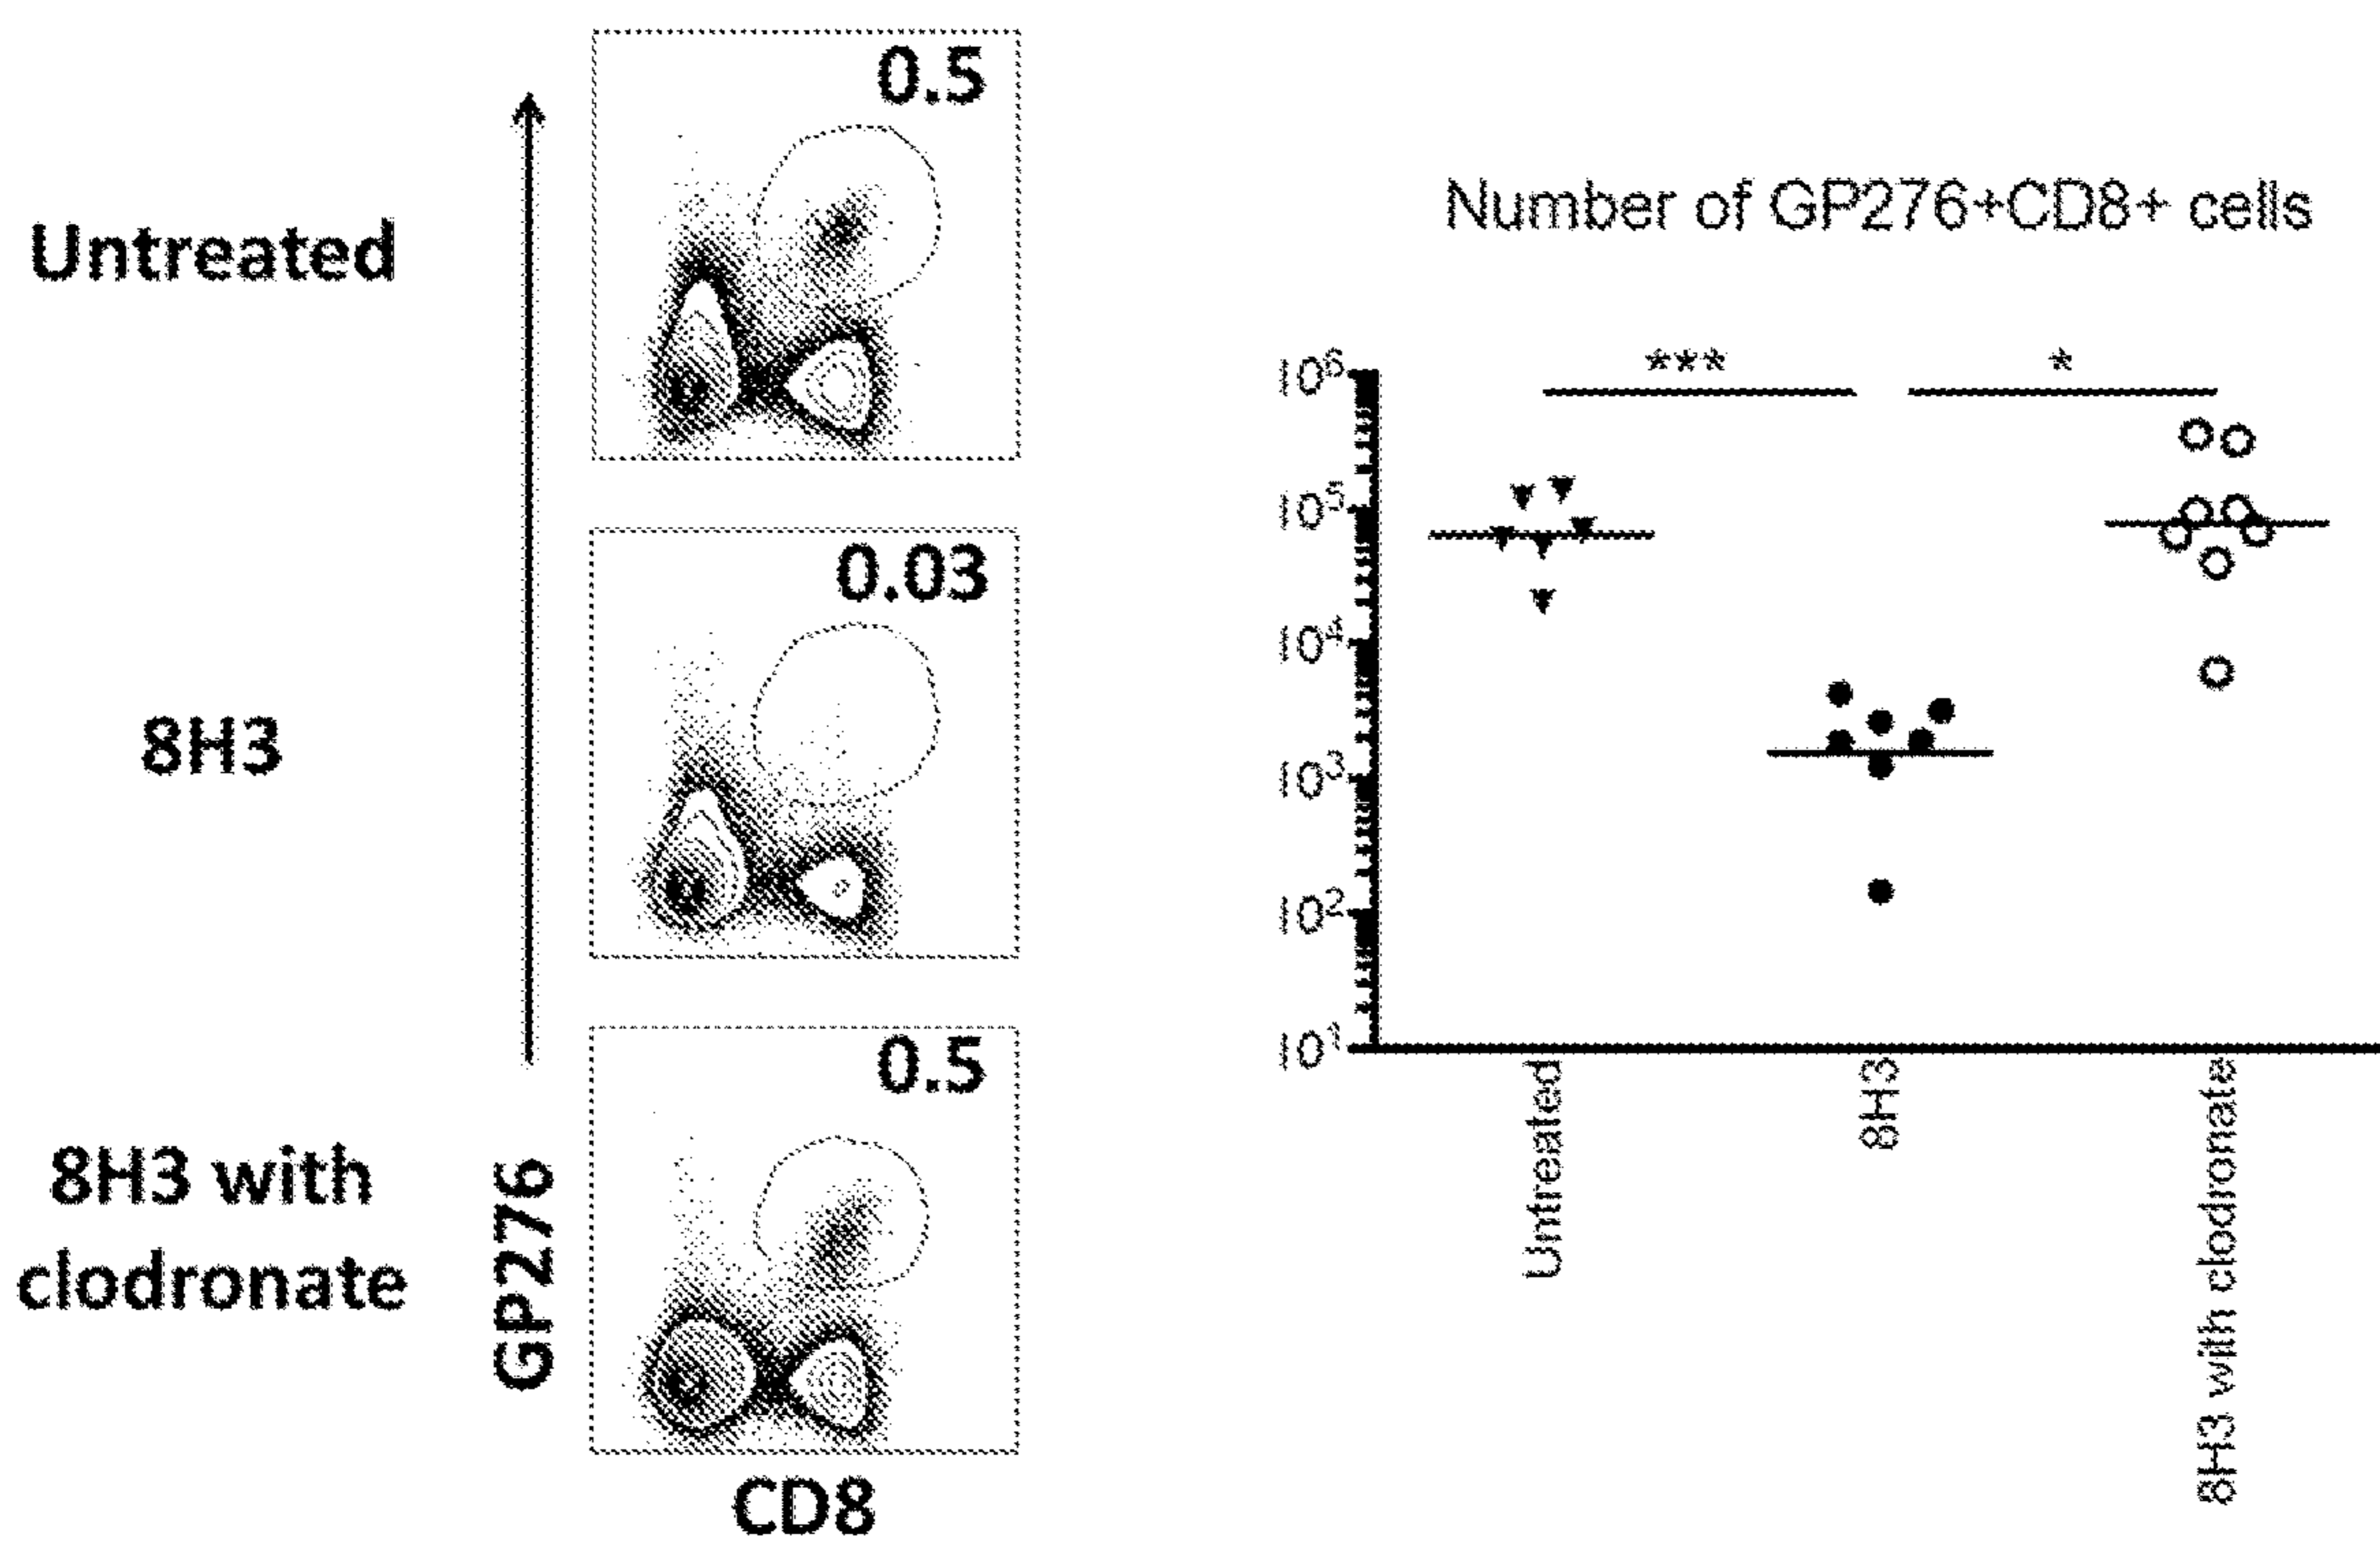 Untreated
0.5
8H3
0.03
8H3 with
clodronate
0.5
GP276
CD8
Number of GP276+CD8+ cells
*** *
10^6
10^5
10^4
10^3
10^2
10^1
Untreated
8H3
8H3 with clodronate